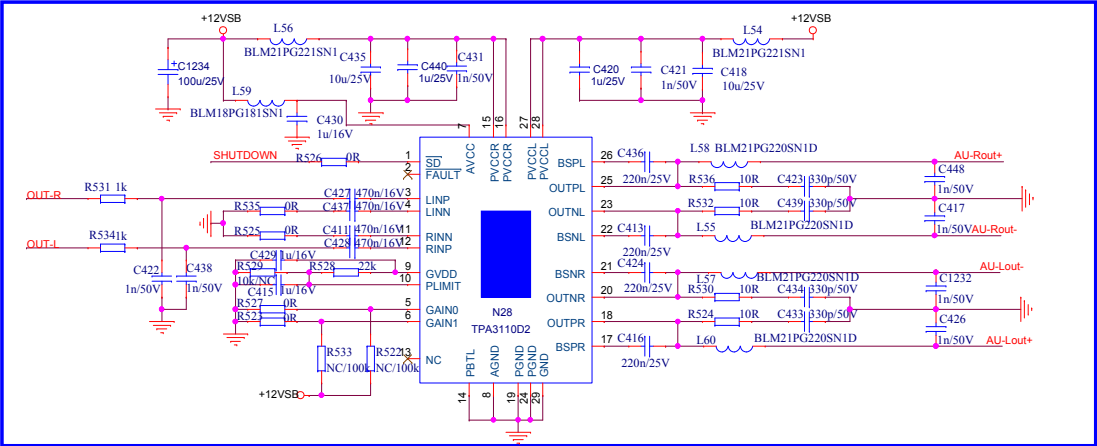 +12VSB
L56
BLM21PG221SN1
+C1234
100u/25V
C435
10u/25V
C440
1u/25V
C431
1n/50V
L59
BLM18PG181SN1
C430
1u/16V
+12VSB
L54
BLM21PG221SN1
C420
1u/25V
C421
1n/50V
C418
10u/25V
7
15
16
27
28
AVCC
PVCCR
PVCCR
PVCCL
PVCCL
SHUTDOWN
R526
0R
1
SD
2
FAULT
OUT-R
R531 1k
C427
470n/16V
3
LINP
R535
0R
C437
470n/16V
4
LINN
R525
0R
C411
470n/16V
11
RINN
OUT-L
R534
1k
C428
470n/16V
12
RINP
C422
1n/50V
C438
1n/50V
C429
1u/16V
R529
10k/NC
R528
22k
9
GVDD
C415
1u/16V
10
PLIMIT
R527
0R
5
GAIN0
R523
0R
6
GAIN1
R533
NC/100k
R522
NC/100k
13
NC
+12VSB
N28
TPA3110D2
PBTL
AGND
PGND
PGND
GND
14
8
19
24
29
BSPL
26
C436
220n/25V
L58
BLM21PG220SN1D
AU-Rout+
OUTPL
25
R536
10R
C423
330p/50V
C448
1n/50V
OUTNL
23
R532
10R
C439
330p/50V
C417
1n/50V
BSNL
22
C413
220n/25V
L55
BLM21PG220SN1D
AU-Rout-
BSNR
21
C424
220n/25V
L57
BLM21PG220SN1D
AU-Lout-
OUTNR
20
R530
10R
C434
330p/50V
C1232
1n/50V
OUTPR
18
R524
10R
C433
330p/50V
C426
1n/50V
BSPR
17
C416
220n/25V
L60
BLM21PG220SN1D
AU-Lout+